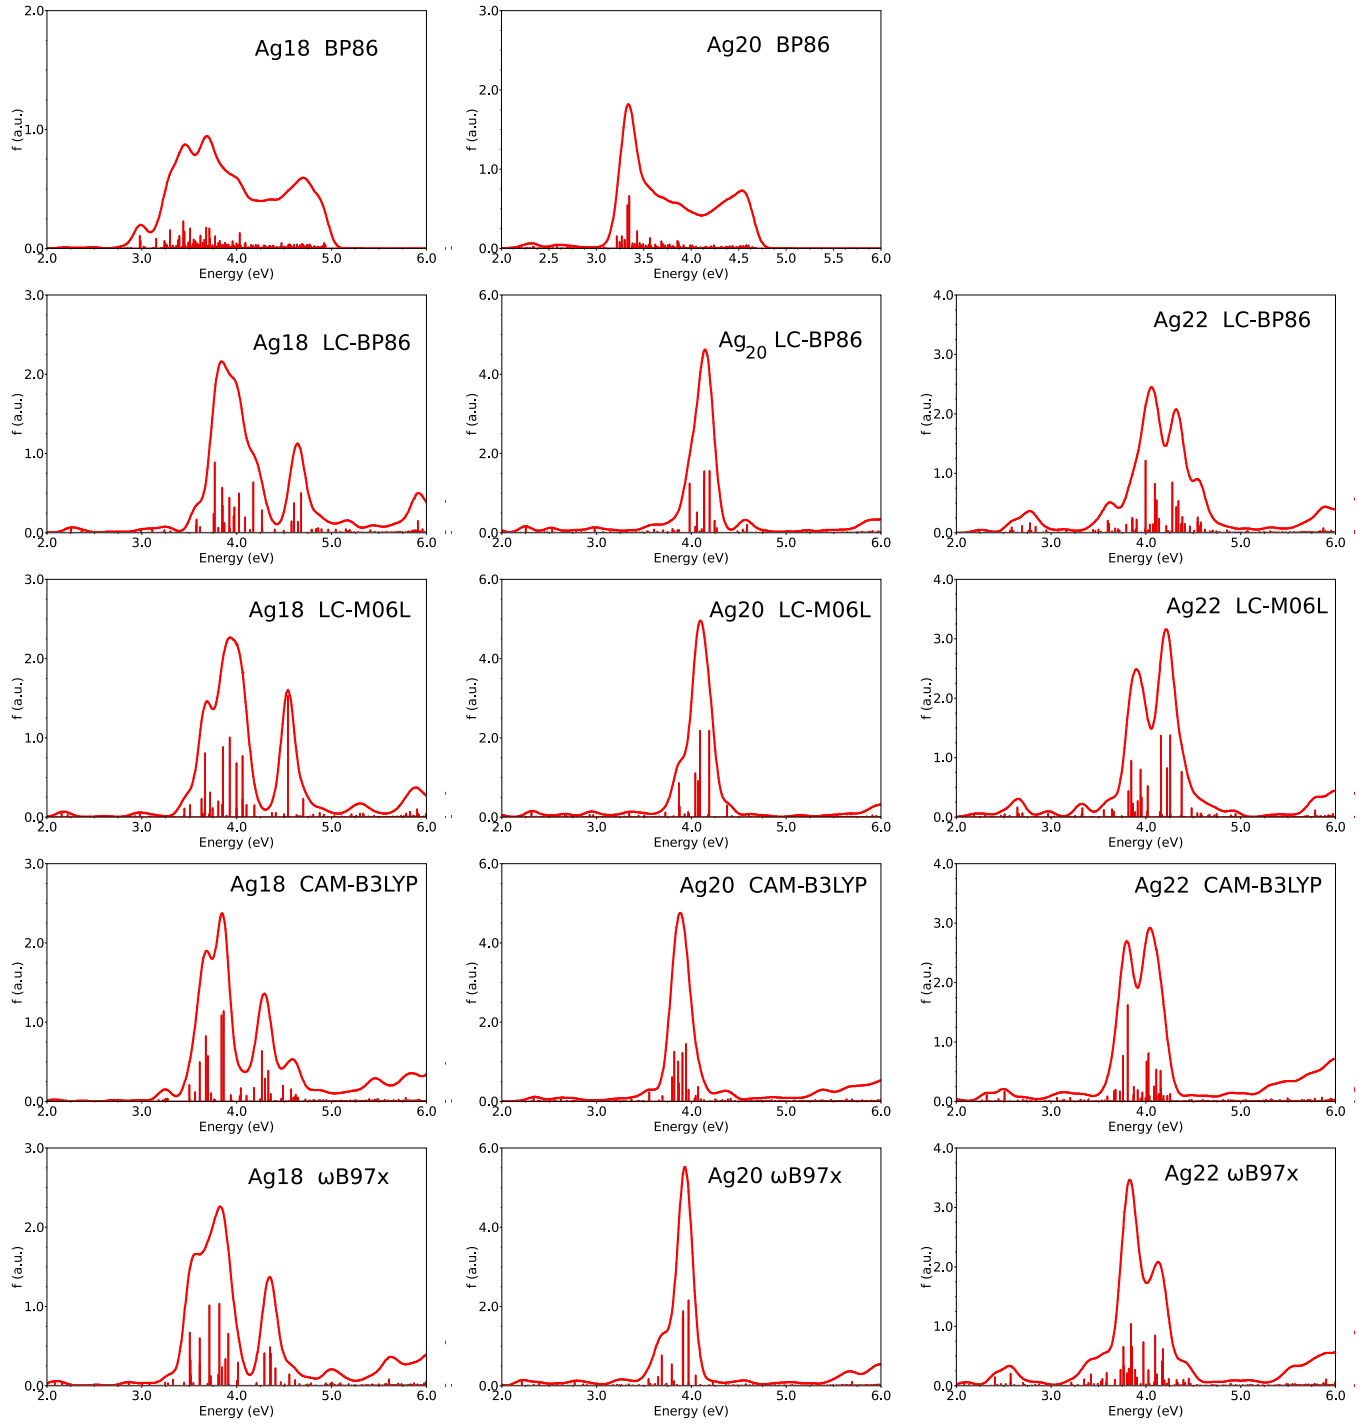 Ag18 BP86
f (a.u.)
2.0
1.0
0.0
2.0 3.0 4.0 5.0 6.0
Energy (eV)
Ag20 BP86
f (a.u.)
3.0
2.0
1.0
0.0
2.0 2.5 3.0 3.5 4.0 4.5 5.0 5.5 6.0
Energy (eV)
Ag18 LC-BP86
f (a.u.)
3.0
2.0
1.0
0.0
2.0 3.0 4.0 5.0 6.0
Energy (eV)
Ag20 LC-BP86
f (a.u.)
6.0
4.0
2.0
0.0
2.0 3.0 4.0 5.0 6.0
Energy (eV)
Ag22 LC-BP86
f (a.u.)
4.0
3.0
2.0
1.0
0.0
2.0 3.0 4.0 5.0 6.0
Energy (eV)
Ag18 LC-M06L
f (a.u.)
3.0
2.0
1.0
0.0
2.0 3.0 4.0 5.0 6.0
Energy (eV)
Ag20 LC-M06L
f (a.u.)
6.0
4.0
2.0
0.0
2.0 3.0 4.0 5.0 6.0
Energy (eV)
Ag22 LC-M06L
f (a.u.)
4.0
3.0
2.0
1.0
0.0
2.0 3.0 4.0 5.0 6.0
Energy (eV)
Ag18 CAM-B3LYP
f (a.u.)
3.0
2.0
1.0
0.0
2.0 3.0 4.0 5.0 6.0
Energy (eV)
Ag20 CAM-B3LYP
f (a.u.)
6.0
4.0
2.0
0.0
2.0 3.0 4.0 5.0 6.0
Energy (eV)
Ag22 CAM-B3LYP
f (a.u.)
4.0
3.0
2.0
1.0
0.0
2.0 3.0 4.0 5.0 6.0
Energy (eV)
Ag18 ωB97x
f (a.u.)
3.0
2.0
1.0
0.0
2.0 3.0 4.0 5.0 6.0
Energy (eV)
Ag20 ωB97x
f (a.u.)
6.0
4.0
2.0
0.0
2.0 3.0 4.0 5.0 6.0
Energy (eV)
Ag22 ωB97x
f (a.u.)
4.0
3.0
2.0
1.0
0.0
2.0 3.0 4.0 5.0 6.0
Energy (eV)